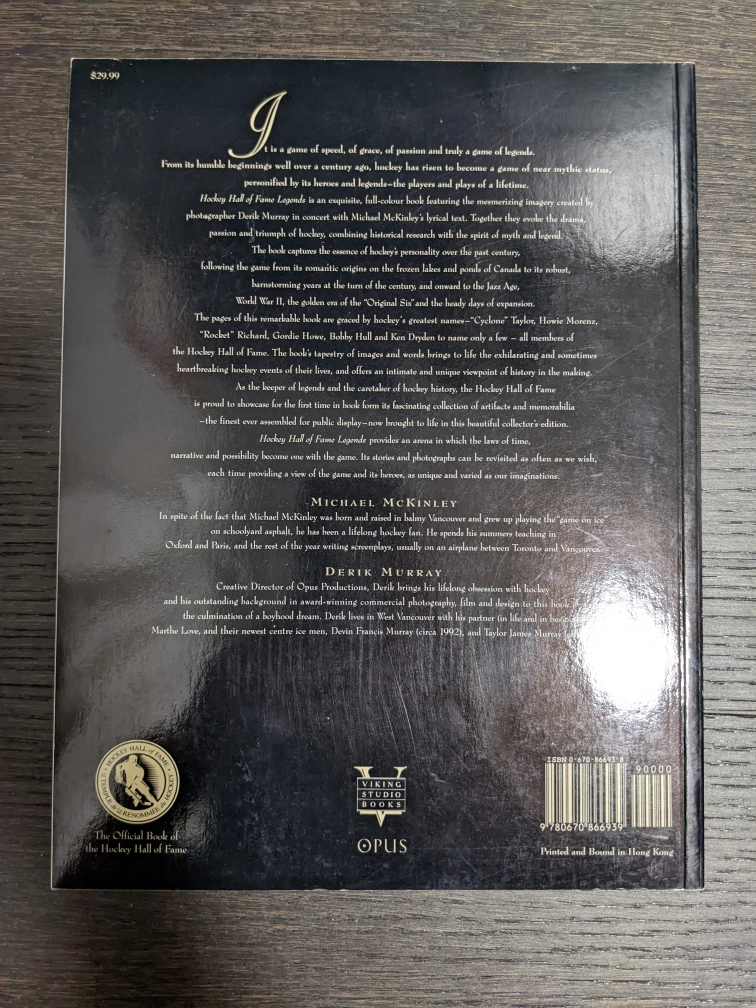 $29.99
It is a game of speed, of grace, of passion and truly a game of legends.
From its humble beginnings well over a century ago, hockey has risen to become a game of near mythic status,
personified by its heroes and legends–the players and plays of a lifetime.
Hockey Hall of Fame Legends is an exquisite, full-colour book featuring the mesmerizing imagery created by
photographer Derik Murray in concert with Michael McKinley's lyrical text. Together they evoke the drama,
passion and triumph of hockey, combining historical research with the spirit of myth and legend.
The book captures the essence of hockey's personality over the past century,
following the game from its romantic origins on the frozen lakes and ponds of Canada to its robust,
barnstorming years at the turn of the century, and onward to the Jazz Age,
World War II, the golden era of the "Original Six" and the heady days of expansion.
The pages of this remarkable book are graced by hockey's greatest names–"Cyclone" Taylor, Howie Morenz,
"Rocket" Richard, Gordie Howe, Bobby Hull and Ken Dryden to name only a few – all members of
the Hockey Hall of Fame. The book's tapestry of images and words brings to life the exhilarating and sometimes
heartbreaking hockey events of their lives, and offers an intimate and unique viewpoint of history in the making.
As the keeper of legends and the caretaker of hockey history, the Hockey Hall of Fame
is proud to showcase for the first time in book form its fascinating collection of artifacts and memorabilia
–the finest ever assembled for public display–now brought to life in this beautiful collector's edition.
Hockey Hall of Fame Legends provides an arena in which the laws of time,
narrative and possibility become one with the game. Its stories and photographs can be revisited as often as we wish,
each time providing a view of the game and its heroes, as unique and varied as our imaginations.
MICHAEL MCKINLEY
In spite of the fact that Michael McKinley was born and raised in balmy Vancouver and grew up playing the "game on ice"
on schoolyard asphalt, he has been a lifelong hockey fan. He spends his summers teaching in
Oxford and Paris, and the rest of the year writing screenplays, usually on an airplane between Toronto and Vancouver.
DERIK MURRAY
Creative Director of Opus Productions, Derik brings his lifelong obsession with hockey
and his outstanding background in award-winning commercial photography, film and design to this book
the culmination of a boyhood dream. Derik lives in West Vancouver with his partner (in life and in
Marthe Love, and their newest centre ice men, Devin Francis Murray (circa 1992), and Taylor James Murray
HOCKEY HALL of FAME
TEMPLE de la RENOMMÉE du HOCKEY
The Official Book of
the Hockey Hall of Fame
V
VIKING
STUDIO
BOOKS
OPUS
ISBN 0-670-86693-8
90000
9 780670 866939
Printed and Bound in Hong Kong